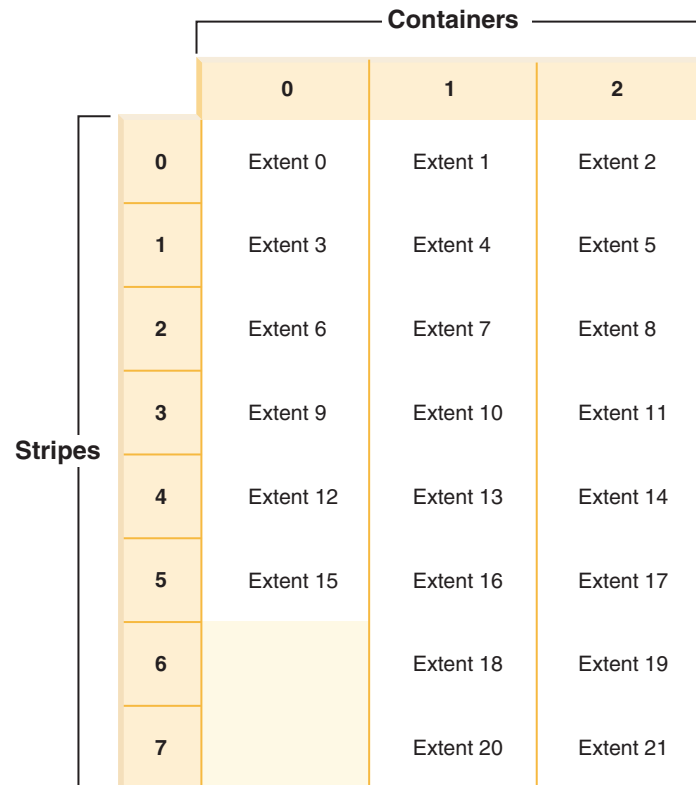 Containers
0 1 2
0 Extent 0 Extent 1 Extent 2
1 Extent 3 Extent 4 Extent 5
2 Extent 6 Extent 7 Extent 8
3 Extent 9 Extent 10 Extent 11
Stripes
4 Extent 12 Extent 13 Extent 14
5 Extent 15 Extent 16 Extent 17
6 Extent 18 Extent 19
7 Extent 20 Extent 21